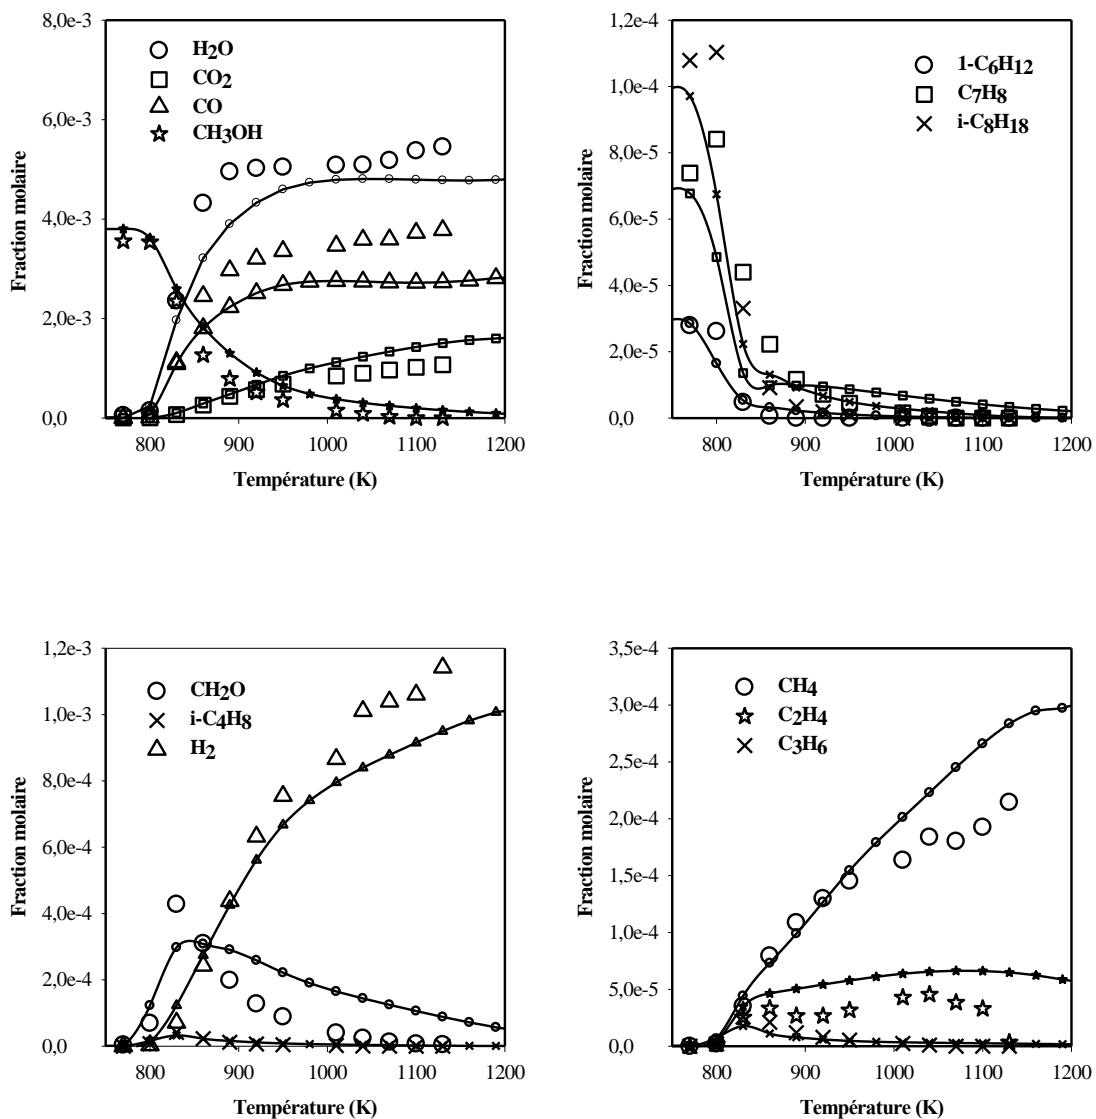 8,0e-3
6,0e-3
4,0e-3
2,0e-3
0,0
Fraction molaire
H2O
CO2
CO
CH3OH
800 900 1000 1100 1200
Température (K)
1,2e-4
1,0e-4
8,0e-5
6,0e-5
4,0e-5
2,0e-5
0,0
Fraction molaire
1-C6H12
C7H8
i-C8H18
800 900 1000 1100 1200
Température (K)
1,2e-3
1,0e-3
8,0e-4
6,0e-4
4,0e-4
2,0e-4
0,0
Fraction molaire
CH2O
i-C4H8
H2
800 900 1000 1100 1200
Température (K)
3,5e-4
3,0e-4
2,5e-4
2,0e-4
1,5e-4
1,0e-4
5,0e-5
0,0
Fraction molaire
CH4
C2H4
C3H6
800 900 1000 1100 1200
Température (K)